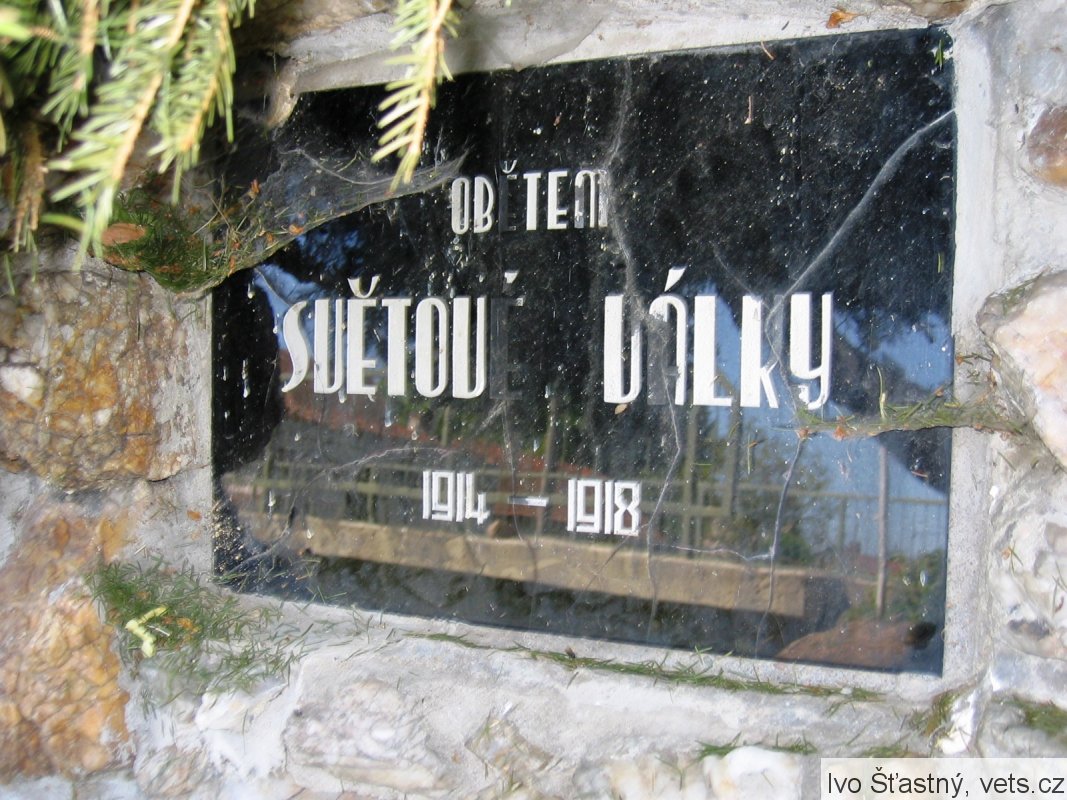 OBĚTEM
SVĚTOVÉ VÁLKY
1914 – 1918
Ivo Šťastný, vets.cz